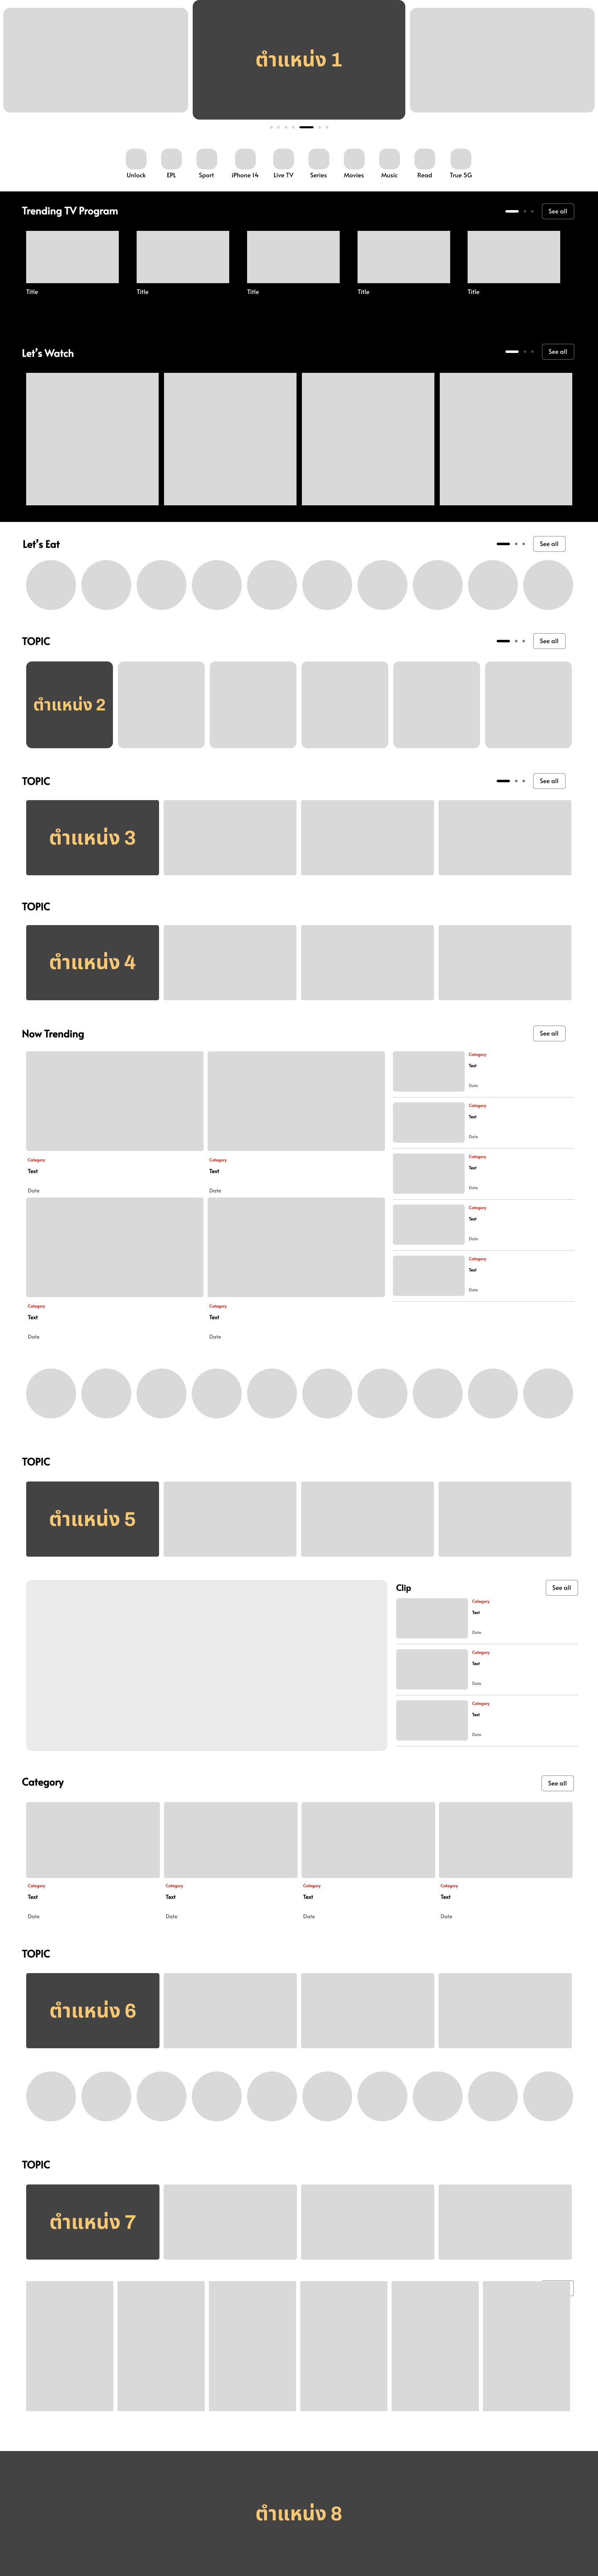 ตำแหน่ง 1
Unlock EPL Sport iPhone 14 Live TV Series Movies Music Read True 5G
Trending TV Program See all
Title Title Title Title Title
Let's Watch See all
Let's Eat See all
TOPIC See all
ตำแหน่ง 2
TOPIC See all
ตำแหน่ง 3
TOPIC
ตำแหน่ง 4
Now Trending See all
Category
Text
Date
Category
Text
Date
Category
Text
Date
Category
Text
Date
Category
Text
Date
Category
Text
Date
Category
Text
Date
Category
Text
Date
Category
Text
Date
TOPIC
ตำแหน่ง 5
Clip See all
Category
Text
Date
Category
Text
Date
Category
Text
Date
Category See all
Category Category Category Category
Text Text Text Text
Date Date Date Date
TOPIC
ตำแหน่ง 6
TOPIC
ตำแหน่ง 7
ตำแหน่ง 8